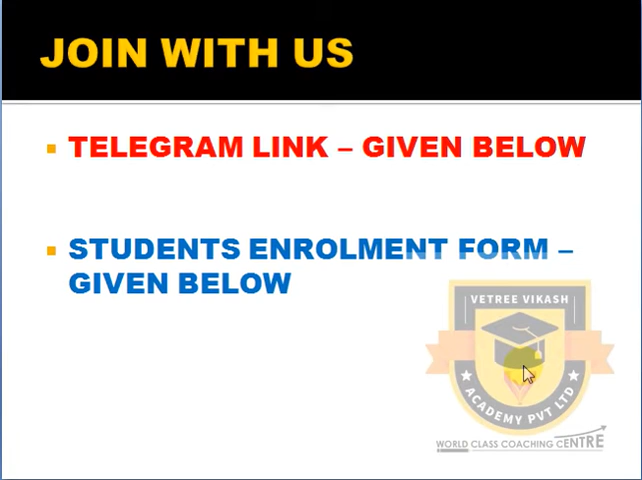 JOIN WITH US
TELEGRAM LINK – GIVEN BELOW
STUDENTS ENROLMENT FORM –
GIVEN BELOW
VETREE VIKASH
ACADEMY PVT LTD
WORLD CLASS COACHING CENTRE